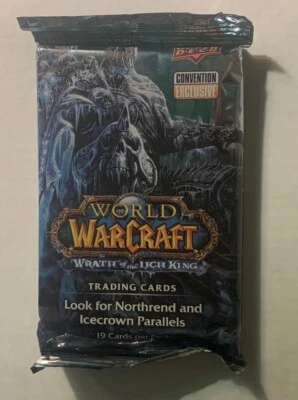 DECK
CONVENTION
EXCLUSIVE
WORLD
OF
WARCRAFT
WRATH OF THE LICH KING
TRADING CARDS
Look for Northrend and
Icecrown Parallels
19 Cards per